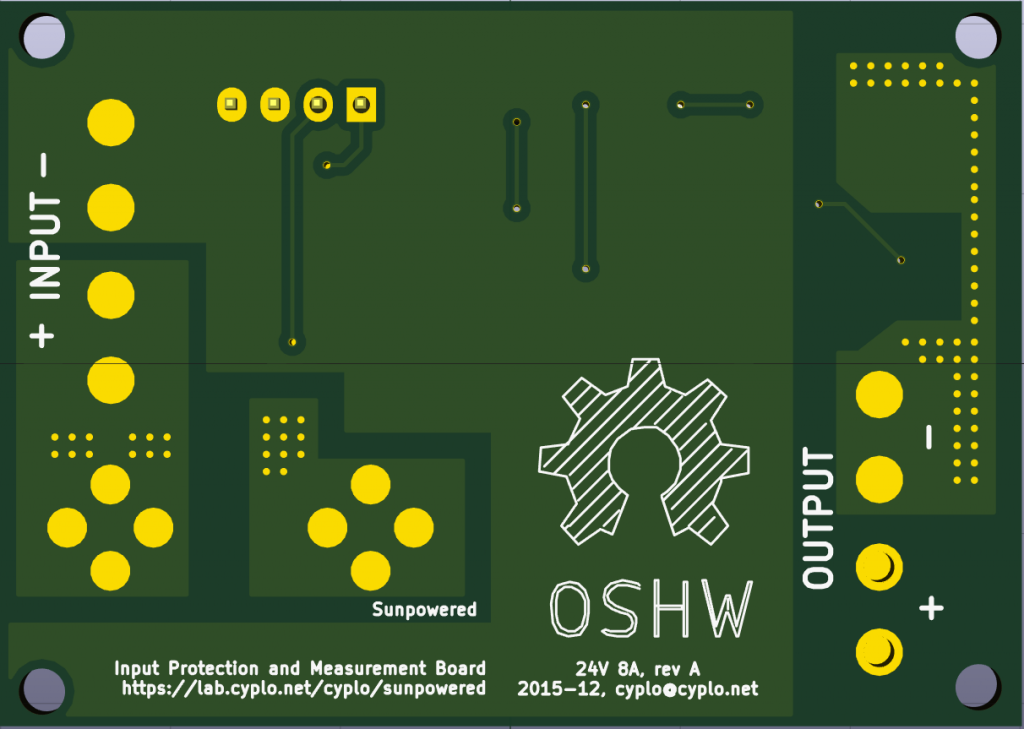 + INPUT –
OUTPUT
–
+
OSHW
Sunpowered
Input Protection and Measurement Board
https://lab.cyplo.net/cyplo/sunpowered
24V 8A, rev A
2015-12, cyplo@cyplo.net